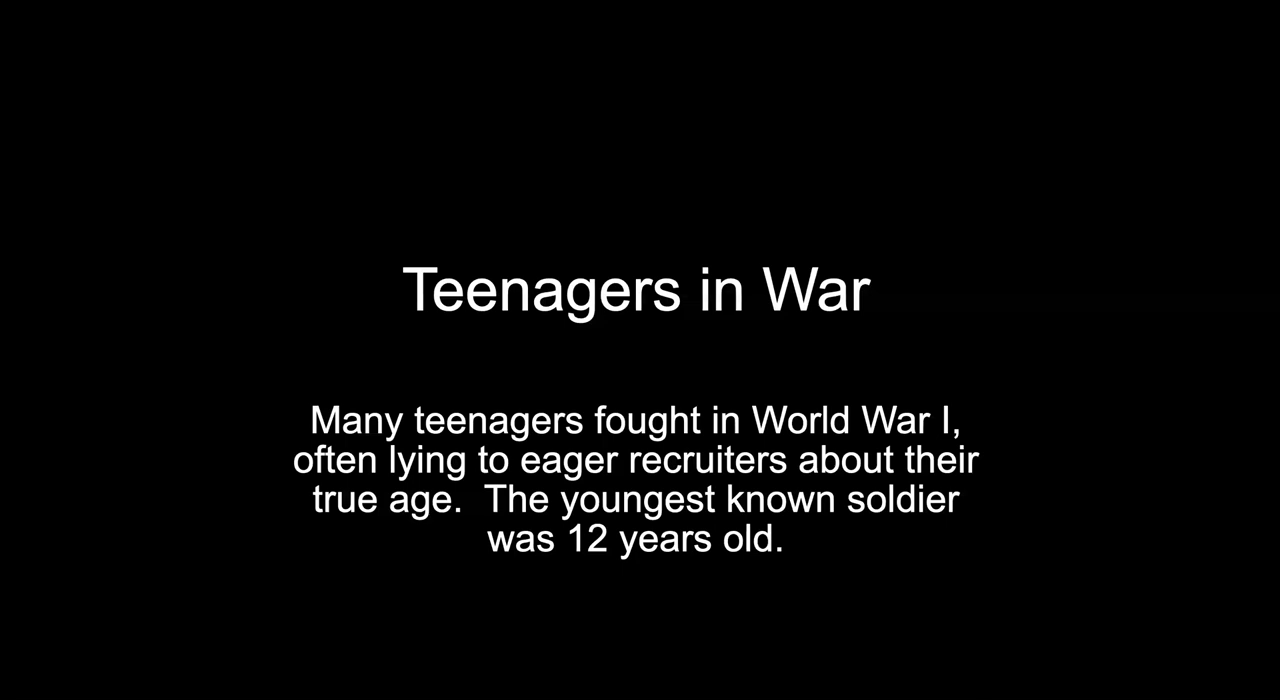 Teenagers in War
Many teenagers fought in World War I,
often lying to eager recruiters about their
true age.  The youngest known soldier
was 12 years old.